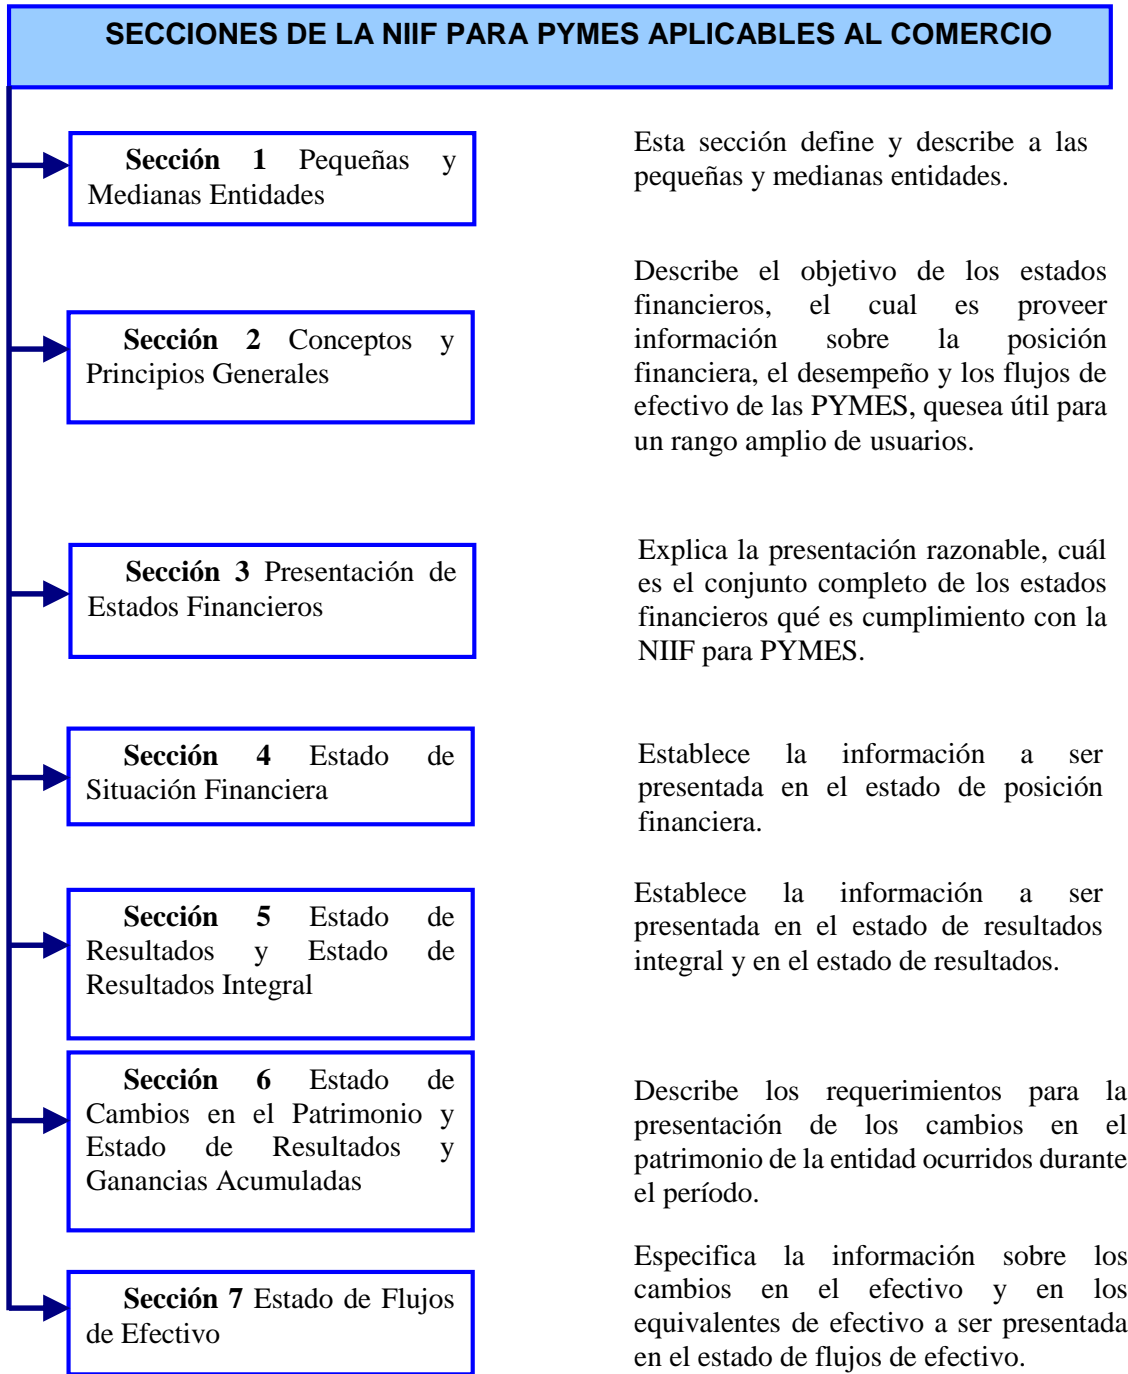 SECCIONES DE LA NIIF PARA PYMES APLICABLES AL COMERCIO
Sección 1 Pequeñas y
Medianas Entidades
Esta sección define y describe a las
pequeñas y medianas entidades.
Sección 2 Conceptos y
Principios Generales
Describe el objetivo de los estados
financieros, el cual es proveer
información sobre la posición
financiera, el desempeño y los flujos de
efectivo de las PYMES, quesea útil para
un rango amplio de usuarios.
Sección 3 Presentación de
Estados Financieros
Explica la presentación razonable, cuál
es el conjunto completo de los estados
financieros qué es cumplimiento con la
NIIF para PYMES.
Sección 4 Estado de
Situación Financiera
Establece la información a ser
presentada en el estado de posición
financiera.
Sección 5 Estado de
Resultados y Estado de
Resultados Integral
Establece la información a ser
presentada en el estado de resultados
integral y en el estado de resultados.
Sección 6 Estado de
Cambios en el Patrimonio y
Estado de Resultados y
Ganancias Acumuladas
Describe los requerimientos para la
presentación de los cambios en el
patrimonio de la entidad ocurridos durante
el período.
Sección 7 Estado de Flujos
de Efectivo
Especifica la información sobre los
cambios en el efectivo y en los
equivalentes de efectivo a ser presentada
en el estado de flujos de efectivo.